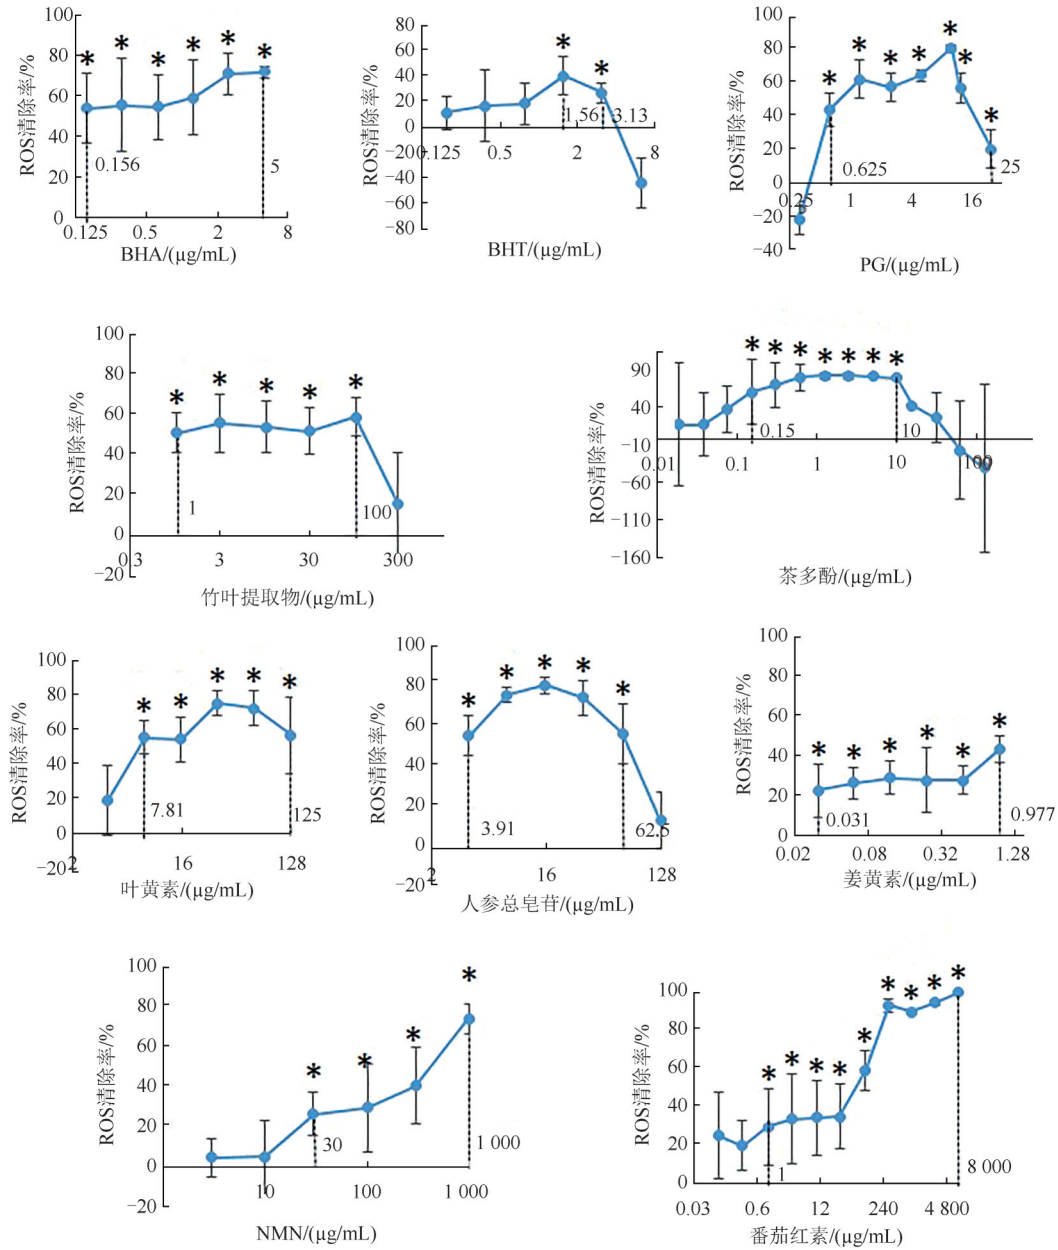 ROS清除率/%
100
80
60
40
20
0
* * * * * *
0.156
5
0.125 0.5 2 8
BHA/(μg/mL)
ROS清除率/%
80
60
40
20
0
−20
−40
−60
−80
* *
1.56 3.13
0.125 0.5 2 8
BHT/(μg/mL)
ROS清除率/%
100
80
60
40
20
0
−20
−40
* * * * * * *
0.625
25
0.25 1 4 16
PG/(μg/mL)
ROS清除率/%
100
80
60
40
20
0
−20
* * * * *
1
100
0.3 3 30 300
竹叶提取物/(μg/mL)
ROS清除率/%
90
40
−10
−60
−110
−160
* * * * * * *
0.15
10
0.01 0.1 1 10 100
茶多酚/(μg/mL)
ROS清除率/%
100
80
60
40
20
0
−20
* * * * *
7.81
125
2 16 128
叶黄素/(μg/mL)
ROS清除率/%
100
80
60
40
20
0
−20
* * * * *
3.91
62.5
2 16 128
人参总皂苷/(μg/mL)
ROS清除率/%
100
80
60
40
20
0
* * * * * *
0.031
0.977
0.02 0.08 0.32 1.28
姜黄素/(μg/mL)
ROS清除率/%
100
80
60
40
20
0
−20
* * * *
30
1 000
10 100 1 000
NMN/(μg/mL)
ROS清除率/%
100
80
60
40
20
0
* * * * * * * * *
1
8 000
0.03 0.6 12 240 4 800
番茄红素/(μg/mL)